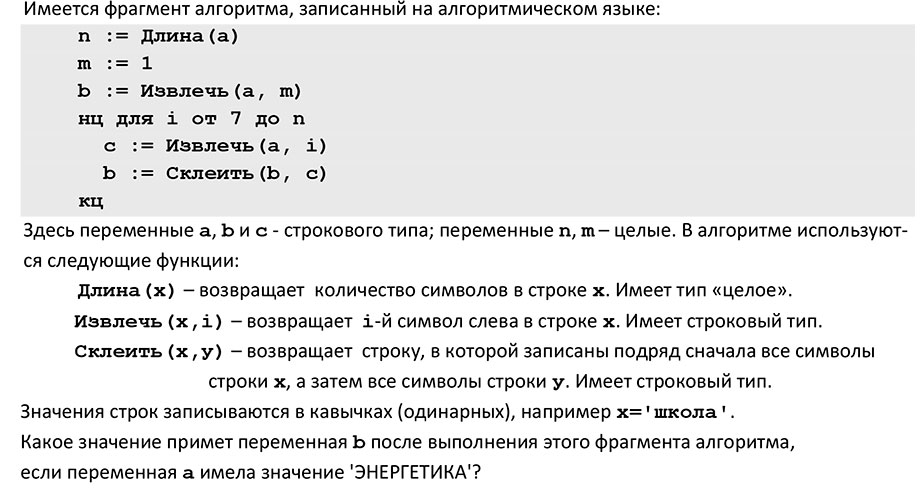 Имеется фрагмент алгоритма, записанный на алгоритмическом языке:
n := Длина(a)
m := 1
b := Извлечь(a, m)
нц для i от 7 до n
c := Извлечь(a, i)
b := Склеить(b, c)
кц
Здесь переменные a, b и c - строкового типа; переменные n, m – целые. В алгоритме используют-
ся следующие функции:
Длина(x) – возвращает количество символов в строке x. Имеет тип «целое».
Извлечь(x,i) – возвращает i-й символ слева в строке x. Имеет строковый тип.
Склеить(x,y) – возвращает строку, в которой записаны подряд сначала все символы
строки x, а затем все символы строки y. Имеет строковый тип.
Значения строк записываются в кавычках (одинарных), например x='школа'.
Какое значение примет переменная b после выполнения этого фрагмента алгоритма,
если переменная a имела значение 'ЭНЕРГЕТИКА'?